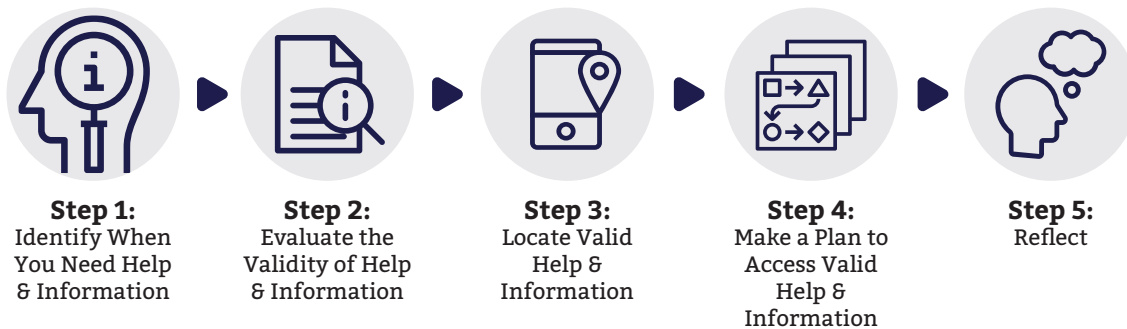 i
i
Step 1:
Identify When
You Need Help
& Information
Step 2:
Evaluate the
Validity of Help
& Information
Step 3:
Locate Valid
Help &
Information
Step 4:
Make a Plan to
Access Valid
Help &
Information
Step 5:
Reflect